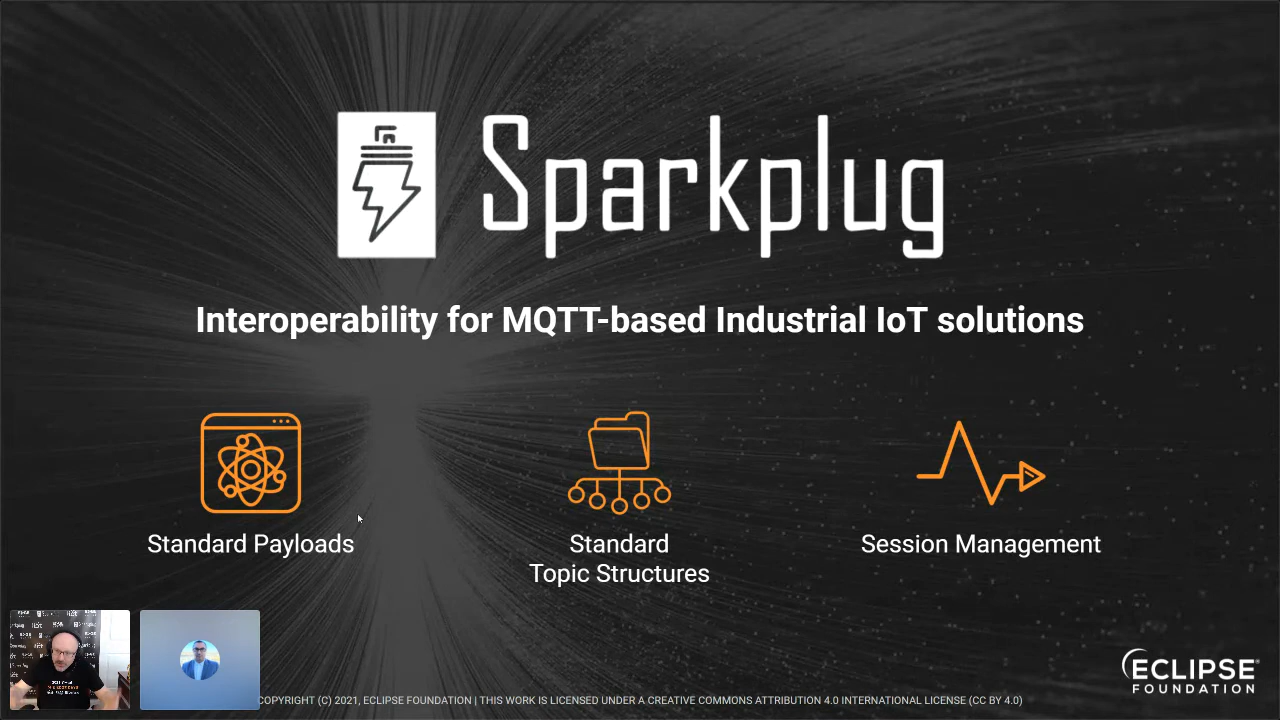 Sparkplug
Interoperability for MQTT-based Industrial IoT solutions
Standard Payloads
Standard
Topic Structures
Session Management
ECLIPSE®
FOUNDATION
COPYRIGHT (C) 2021, ECLIPSE FOUNDATION | THIS WORK IS LICENSED UNDER A CREATIVE COMMONS ATTRIBUTION 4.0 INTERNATIONAL LICENSE (CC BY 4.0)